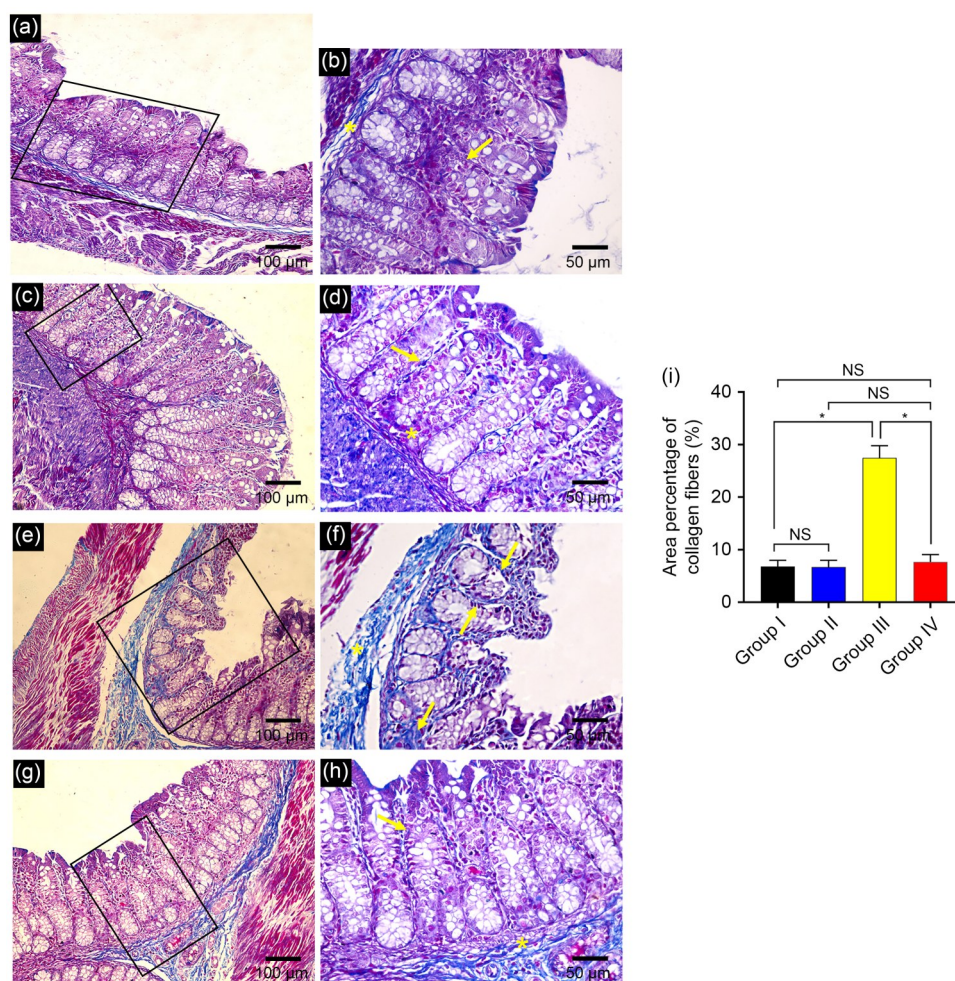 (a)
100 µm
(b)
*
50 µm
(c)
100 µm
(d)
*
50 µm
(e)
100 µm
(f)
*
50 µm
(g)
100 µm
(h)
*
50 µm
(i)
NS
NS
* *
NS
Area percentage of
collagen fibers (%)
40
30
20
10
0
Group I
Group II
Group III
Group IV